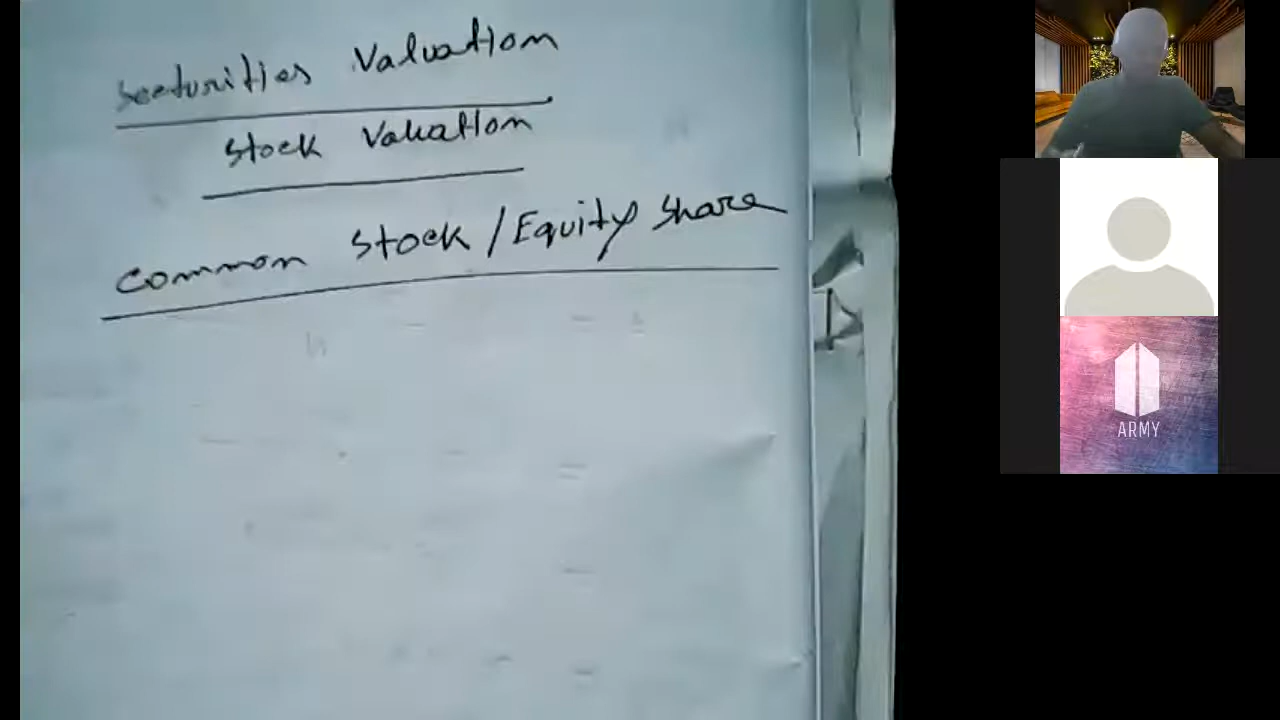 Securities Valuation
Stock Valuation
Common Stock / Equity Share
ARMY